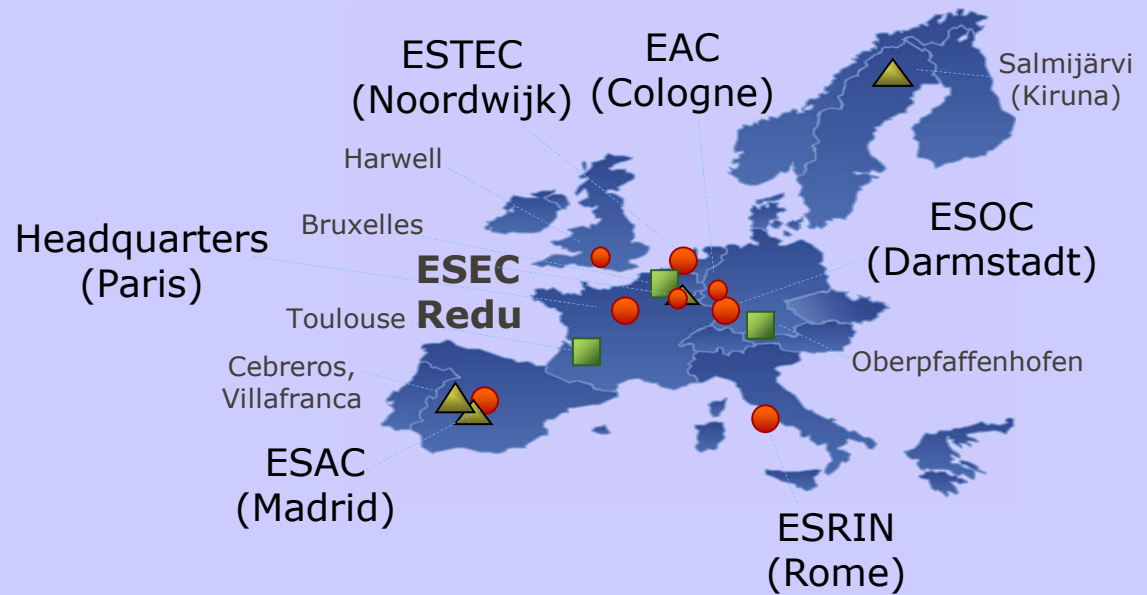 ESTEC
(Noordwijk)
EAC
(Cologne)
Salmijärvi
(Kiruna)
Harwell
Bruxelles
Headquarters
(Paris)
ESEC
Redu
ESOC
(Darmstadt)
Toulouse
Oberpfaffenhofen
Cebreros,
Villafranca
ESAC
(Madrid)
ESRIN
(Rome)